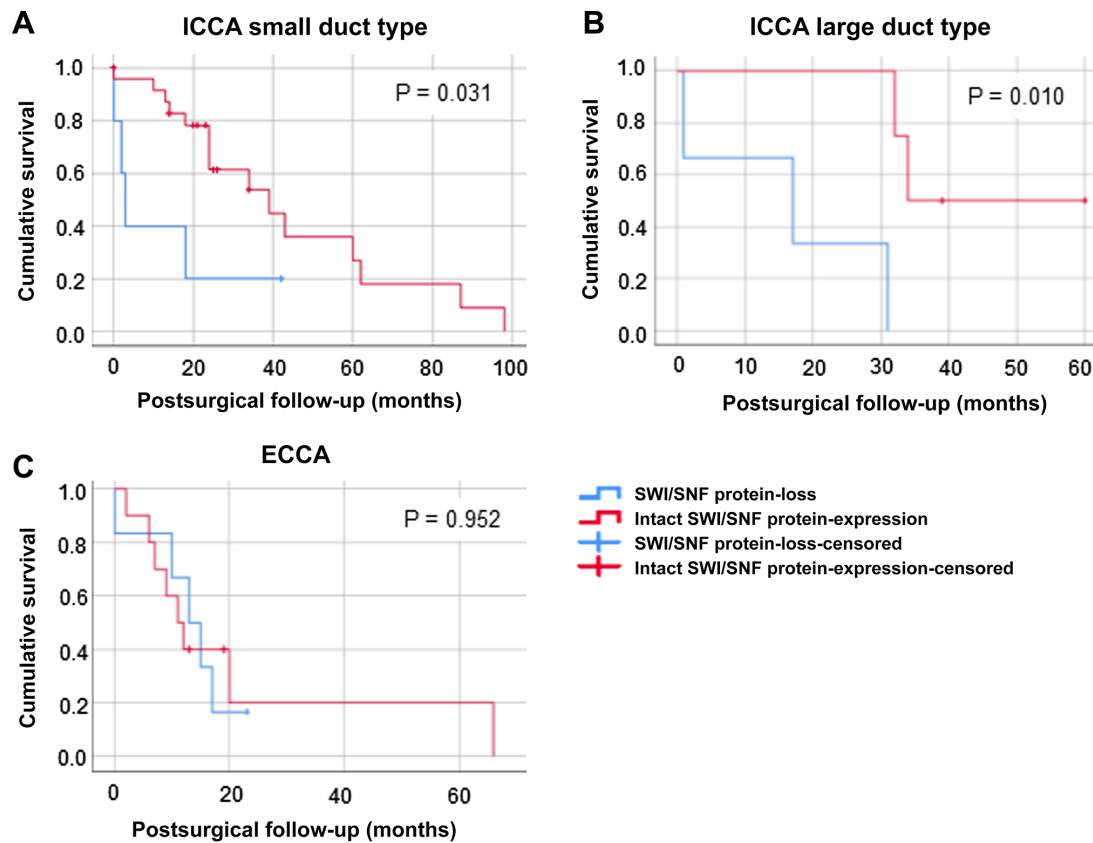 A
ICCA small duct type
P = 0.031
Cumulative survival
1.0
0.8
0.6
0.4
0.2
0.0
0 20 40 60 80 100
Postsurgical follow-up (months)
B
ICCA large duct type
P = 0.010
Cumulative survival
1.0
0.8
0.6
0.4
0.2
0.0
0 10 20 30 40 50 60
Postsurgical follow-up (months)
C
ECCA
P = 0.952
Cumulative survival
1.0
0.8
0.6
0.4
0.2
0.0
0 20 40 60
Postsurgical follow-up (months)
SWI/SNF protein-loss
Intact SWI/SNF protein-expression
SWI/SNF protein-loss-censored
Intact SWI/SNF protein-expression-censored